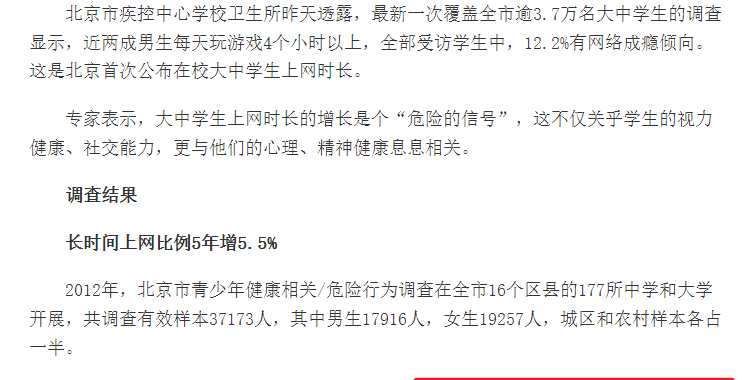 北京市疾控中心学校卫生所昨天透露，最新一次覆盖全市逾3.7万名大中学生的调查
显示，近两成男生每天玩游戏4个小时以上，全部受访学生中，12.2%有网络成瘾倾向。
这是北京首次公布在校大中学生上网时长。
专家表示，大中学生上网时长的增长是个“危险的信号”，这不仅关乎学生的视力
健康、社交能力，更与他们的心理、精神健康息息相关。
调查结果
长时间上网比例5年增5.5%
2012年，北京市青少年健康相关/危险行为调查在全市16个区县的177所中学和大学
开展，共调查有效样本37173人，其中男生17916人，女生19257人，城区和农村样本各占
一半。